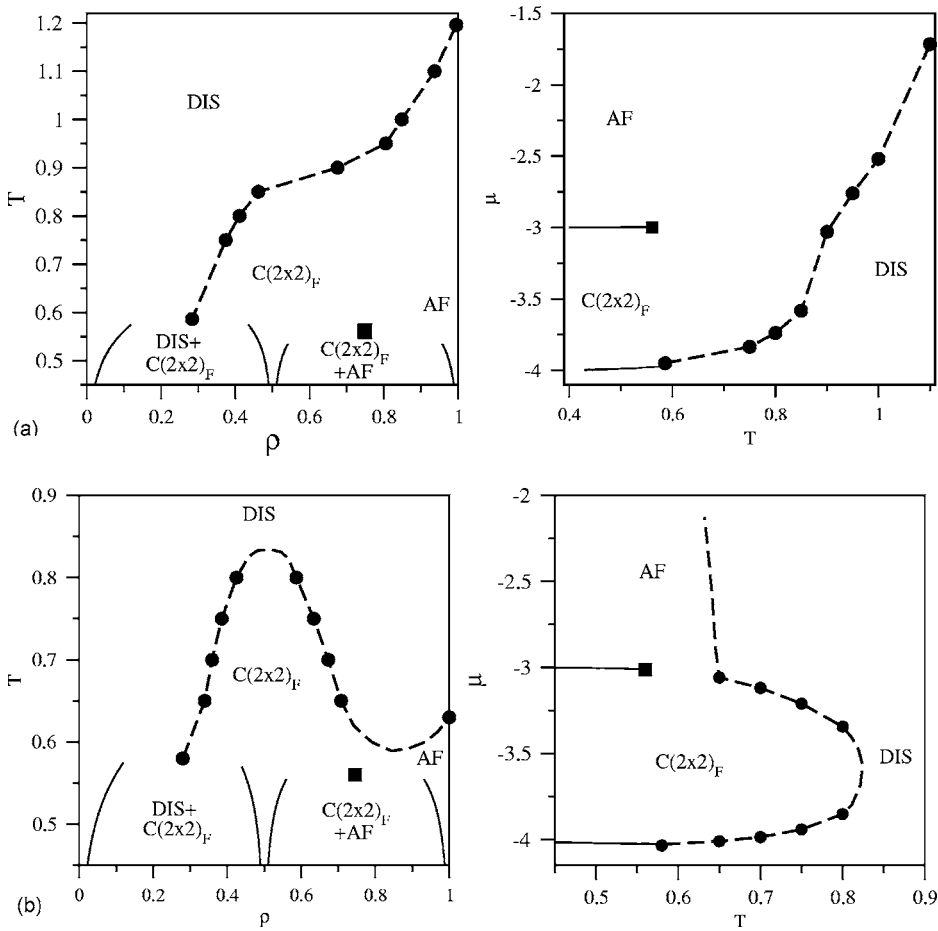 1.2
1.1
1
0.9
0.8
0.7
0.6
0.5
T
DIS
C(2x2)F
AF
DIS+
C(2x2)F
C(2x2)F
+AF
0
0.2
0.4
0.6
0.8
1
ρ
(a)
-1.5
-2
-2.5
-3
-3.5
-4
μ
AF
C(2x2)F
DIS
0.4
0.6
0.8
1
T
0.9
0.8
0.7
0.6
0.5
T
DIS
C(2x2)F
AF
DIS+
C(2x2)F
C(2x2)F
+AF
0
0.2
0.4
0.6
0.8
1
ρ
(b)
-2
-2.5
-3
-3.5
-4
μ
AF
C(2x2)F
DIS
0.5
0.6
0.7
0.8
0.9
T